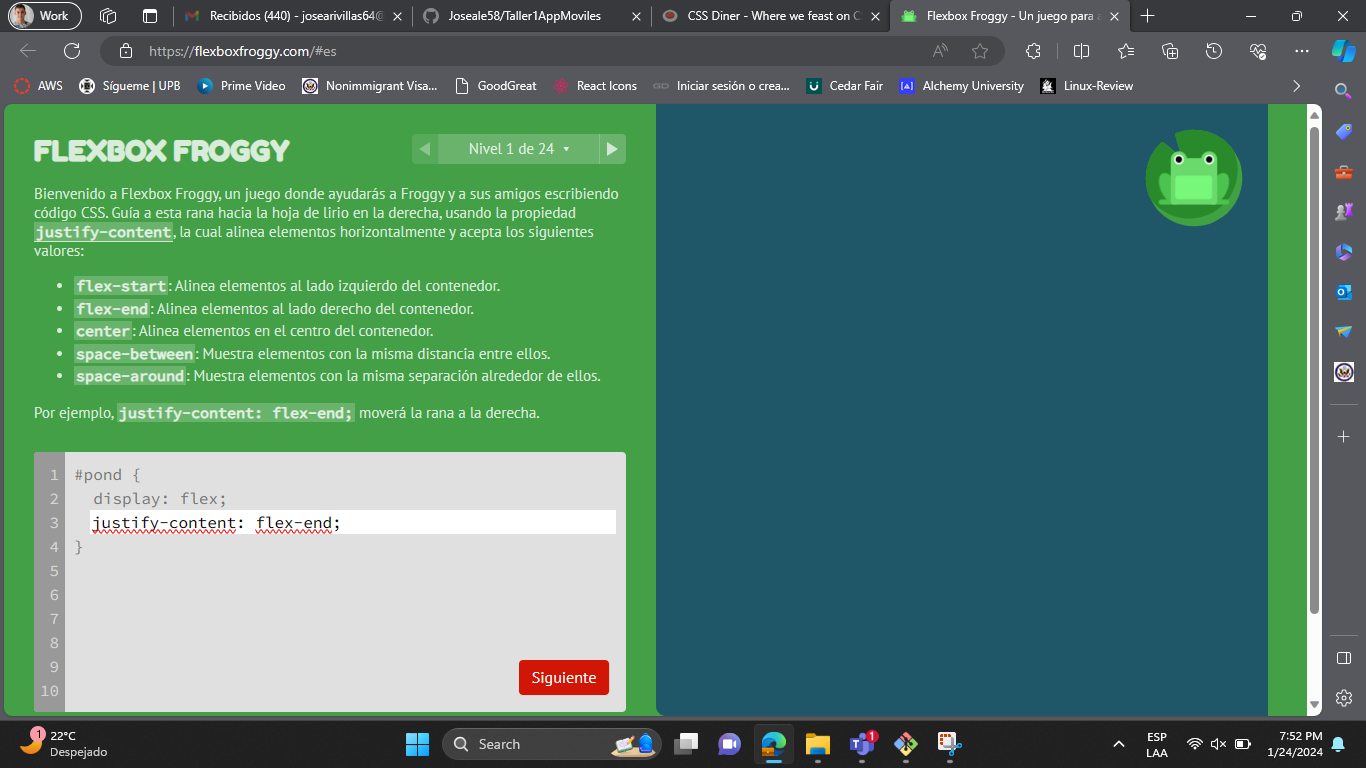 Work
Recibidos (440) - josearivillas64@
Joseale58/Taller1AppMoviles
CSS Diner - Where we feast on C
Flexbox Froggy - Un juego para a
https://flexboxfroggy.com/#es
AWS
Sígueme | UPB
Prime Video
Nonimmigrant Visa...
GoodGreat
React Icons
Iniciar sesión o crea...
Cedar Fair
Alchemy University
Linux-Review
FLEXBOX FROGGY
Nivel 1 de 24
Bienvenido a Flexbox Froggy, un juego donde ayudarás a Froggy y a sus amigos escribiendo
código CSS. Guía a esta rana hacia la hoja de lirio en la derecha, usando la propiedad
justify-content, la cual alinea elementos horizontalmente y acepta los siguientes
valores:
• flex-start: Alinea elementos al lado izquierdo del contenedor.
• flex-end: Alinea elementos al lado derecho del contenedor.
• center: Alinea elementos en el centro del contenedor.
• space-between: Muestra elementos con la misma distancia entre ellos.
• space-around: Muestra elementos con la misma separación alrededor de ellos.
Por ejemplo, justify-content: flex-end; moverá la rana a la derecha.
1 #pond {
2 display: flex;
3 justify-content: flex-end;
4 }
5
6
7
8
9
10
Siguiente
1
22°C
Despejado
Search
1
ESP
LAA
7:52 PM
1/24/2024